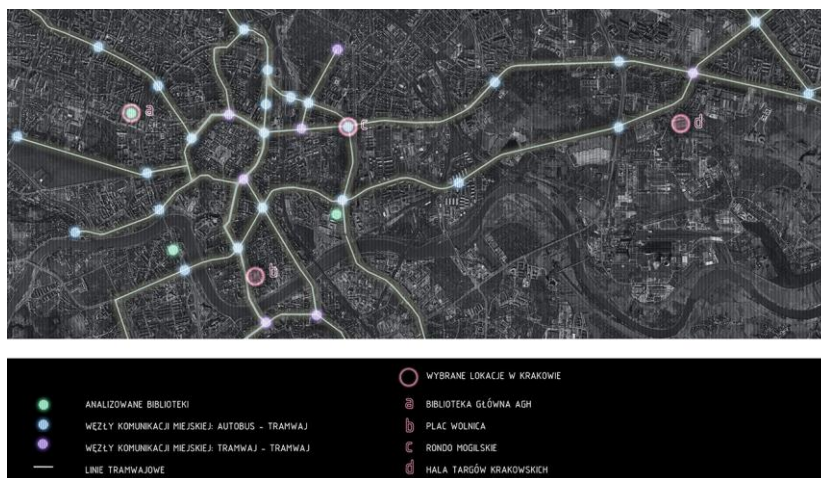 a
c
d
b
WYBRANE LOKACJE W KRAKOWIE
ANALIZOWANE BIBLIOTEKI
a BIBLIOTEKA GŁÓWNA AGH
WĘZŁY KOMUNIKACJI MIEJSKIEJ: AUTOBUS - TRAMWAJ
b PLAC WOLNICA
WĘZŁY KOMUNIKACJI MIEJSKIEJ: TRAMWAJ - TRAMWAJ
c RONDO MOGILSKIE
LINIE TRAMWAJOWE
d HALA TARGÓW KRAKOWSKICH